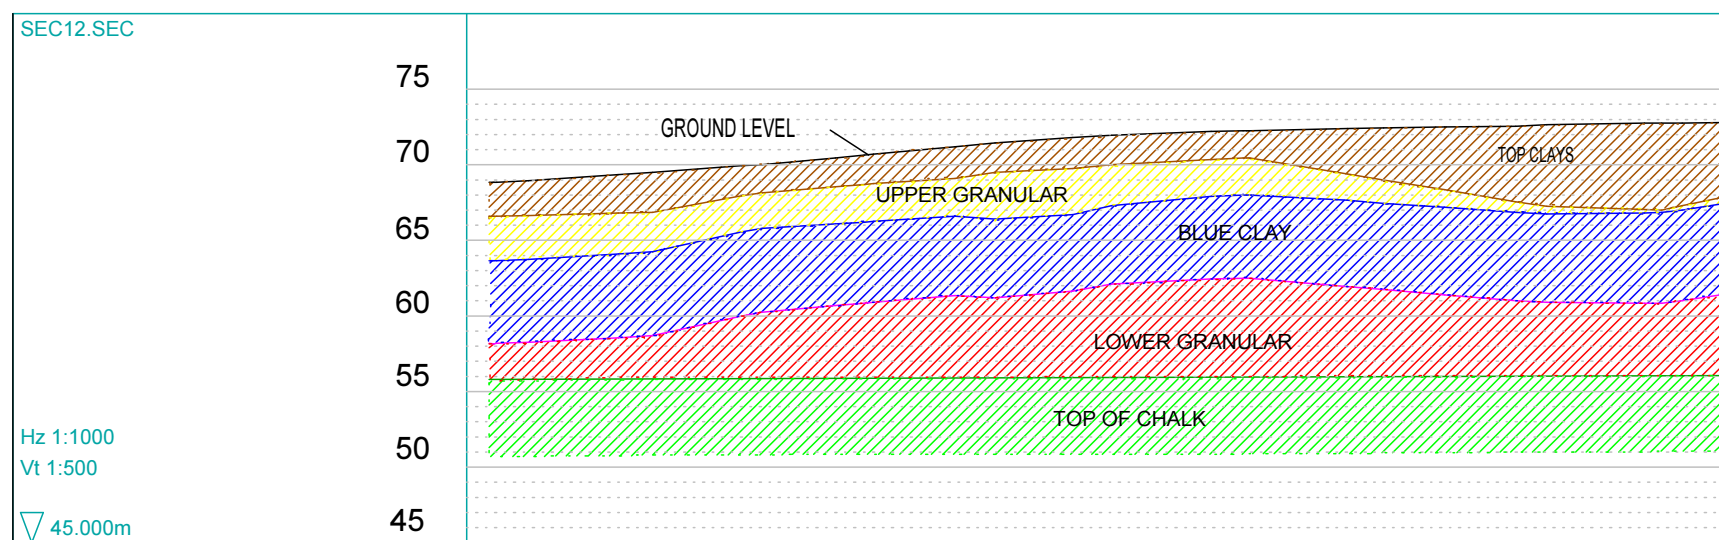 SEC12.SEC
75
GROUND LEVEL
70
TOP CLAYS
UPPER GRANULAR
65
BLUE CLAY
60
LOWER GRANULAR
55
TOP OF CHALK
Hz 1:1000
50
Vt 1:500
45
45.000m